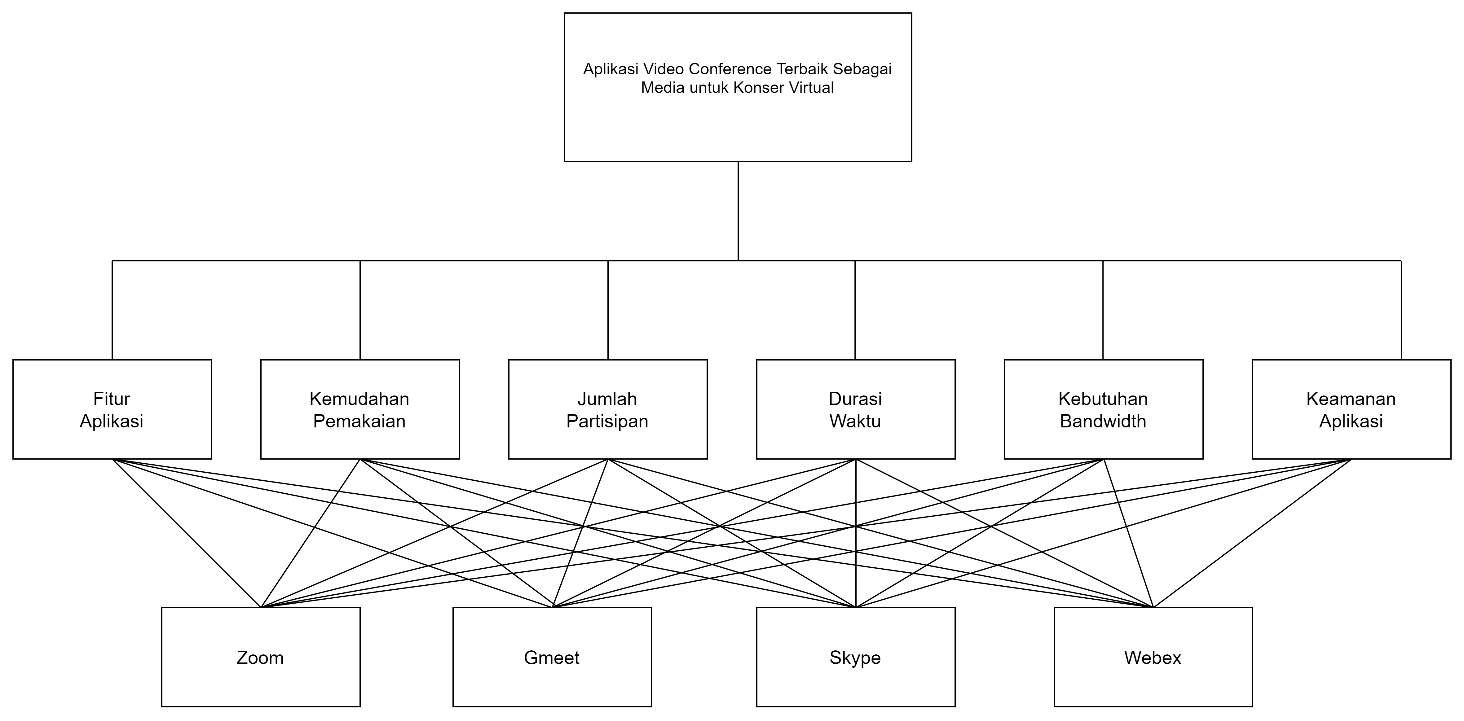 Aplikasi Video Conference Terbaik Sebagai
Media untuk Konser Virtual
Fitur
Aplikasi
Kemudahan
Pemakaian
Jumlah
Partisipan
Durasi
Waktu
Kebutuhan
Bandwidth
Keamanan
Aplikasi
Zoom
Gmeet
Skype
Webex